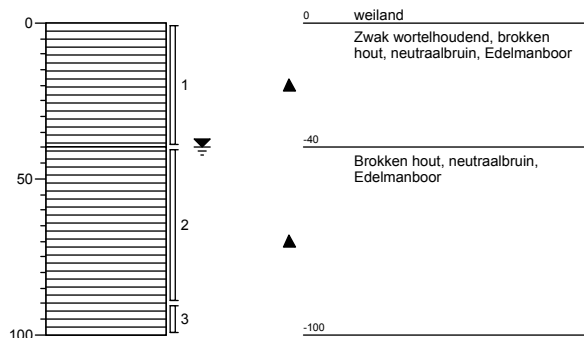 0
50
100
1
2
3
0 weiland
Zwak wortelhoudend, brokken
hout, neutraalbruin, Edelmanboor
-40
Brokken hout, neutraalbruin,
Edelmanboor
-100